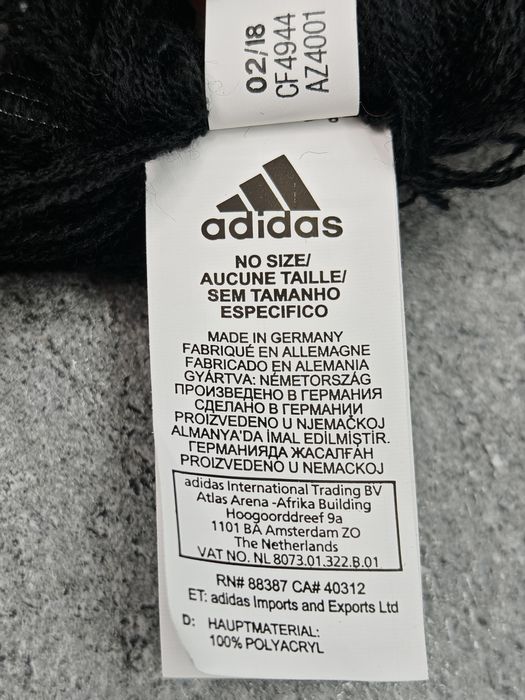 02/18
CF4944
AZ4001
adidas
NO SIZE/
AUCUNE TAILLE/
SEM TAMANHO
ESPECIFICO
MADE IN GERMANY
FABRIQUÉ EN ALLEMAGNE
FABRICADO EN ALEMANIA
GYÁRTVA: NÉMETORSZÁG
ПРОИЗВЕДЕНО В ГЕРМАНИЯ
СДЕЛАНО В ГЕРМАНИИ
PROIZVEDENO U NJEMAČKOJ
ALMANYA'DA İMAL EDİLMİŞTİR.
ГЕРМАНИЯДА ЖАСАЛҒАН
PROIZVEDENO U NEMACKOJ
adidas International Trading BV
Atlas Arena -Afrika Building
Hoogoorddreef 9a
1101 BA Amsterdam ZO
The Netherlands
VAT NO. NL 8073.01.322.B.01
RN# 88387 CA# 40312
ET: adidas Imports and Exports Ltd
D: HAUPTMATERIAL:
100% POLYACRYL